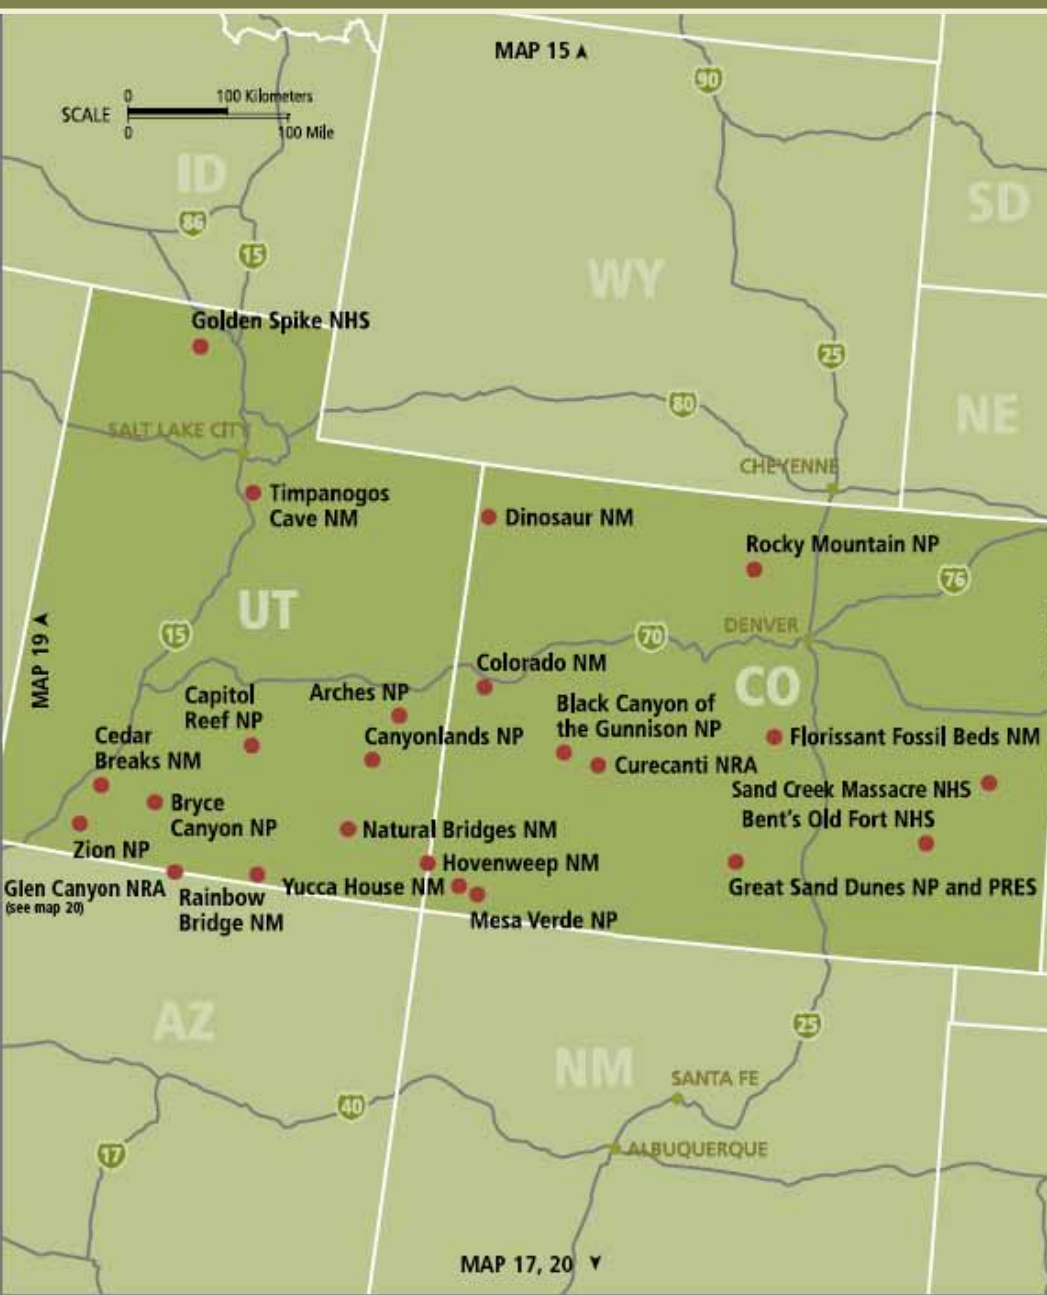 MAP 15
90
0
100 Kilometers
SCALE
0
100 Mile
ID
SD
86
15
WY
Golden Spike NHS
25
80
NE
SALT LAKE CITY
CHEYENNE
Timpanogos
Cave NM
Dinosaur NM
Rocky Mountain NP
76
UT
MAP 19
15
70
DENVER
Colorado NM
CO
Capitol
Reef NP
Arches NP
Black Canyon of
the Gunnison NP
Cedar
Breaks NM
Canyonlands NP
Florissant Fossil Beds NM
Curecanti NRA
Sand Creek Massacre NHS
Bryce
Canyon NP
Bent's Old Fort NHS
Natural Bridges NM
Zion NP
Hovenweep NM
Glen Canyon NRA
(see map 20)
Rainbow
Bridge NM
Yucca House NM
Great Sand Dunes NP and PRES
Mesa Verde NP
AZ
25
NM
SANTA FE
40
17
ALBUQUERQUE
MAP 17, 20